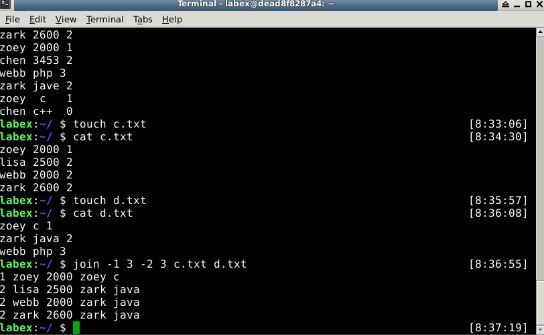 Terminal - labex@dead8f8287a4: ~
File Edit View Terminal Tabs Help
zark 2600 2
zoey 2000 1
chen 3453 2
webb php 3
zark jave 2
zoey  c   1
chen c++  0
labex:~/ $ touch c.txt [8:33:06]
labex:~/ $ cat c.txt [8:34:30]
zoey 2000 1
lisa 2500 2
webb 2000 2
zark 2600 2
labex:~/ $ touch d.txt [8:35:57]
labex:~/ $ cat d.txt [8:36:08]
zoey c 1
zark java 2
webb php 3
labex:~/ $ join -1 3 -2 3 c.txt d.txt [8:36:55]
1 zoey 2000 zoey c
2 lisa 2500 zark java
2 webb 2000 zark java
2 zark 2600 zark java
labex:~/ $ [8:37:19]